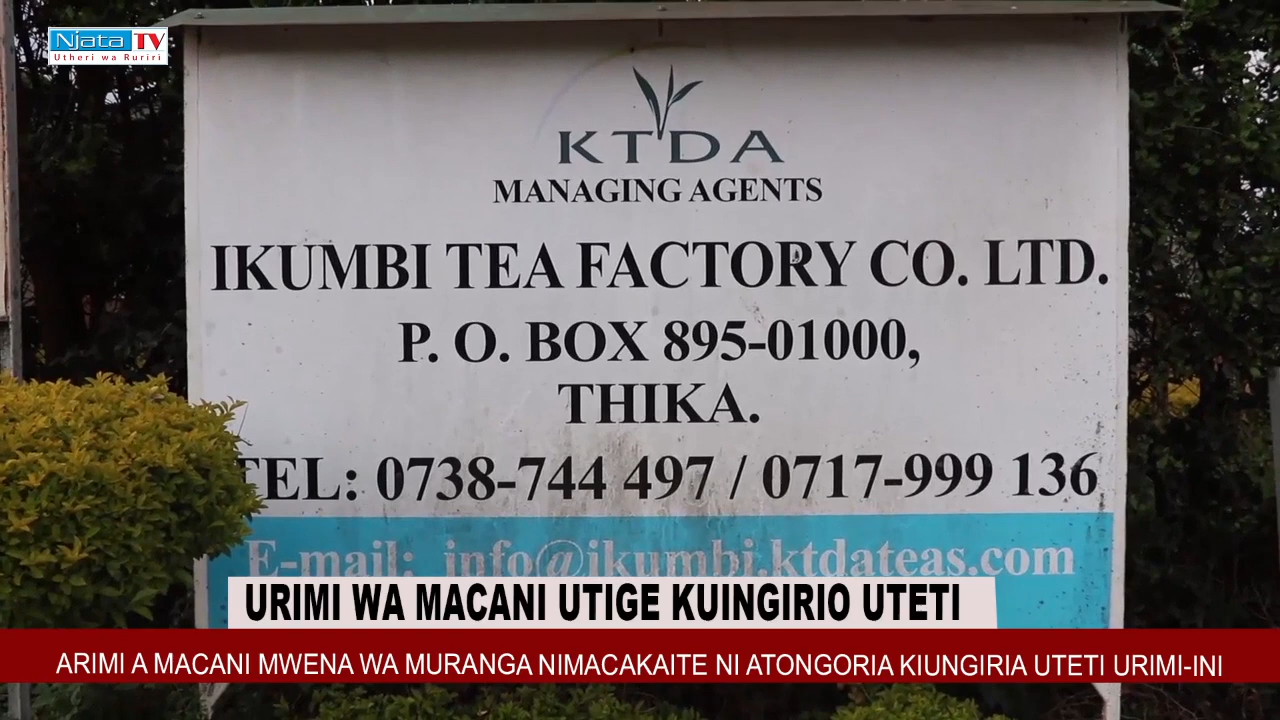 Njata TV
Utheri wa Ruriri
KTDA
MANAGING AGENTS
IKUMBI TEA FACTORY CO. LTD.
P. O. BOX 895-01000,
THIKA.
TEL: 0738-744 497 / 0717-999 136
E-mail: info@ikumbi.ktdateas.com
URIMI WA MACANI UTIGE KUINGIRIO UTETI
ARIMI A MACANI MWENA WA MURANGA NIMACAKAITE NI ATONGORIA KIUNGIRIA UTETI URIMI-INI